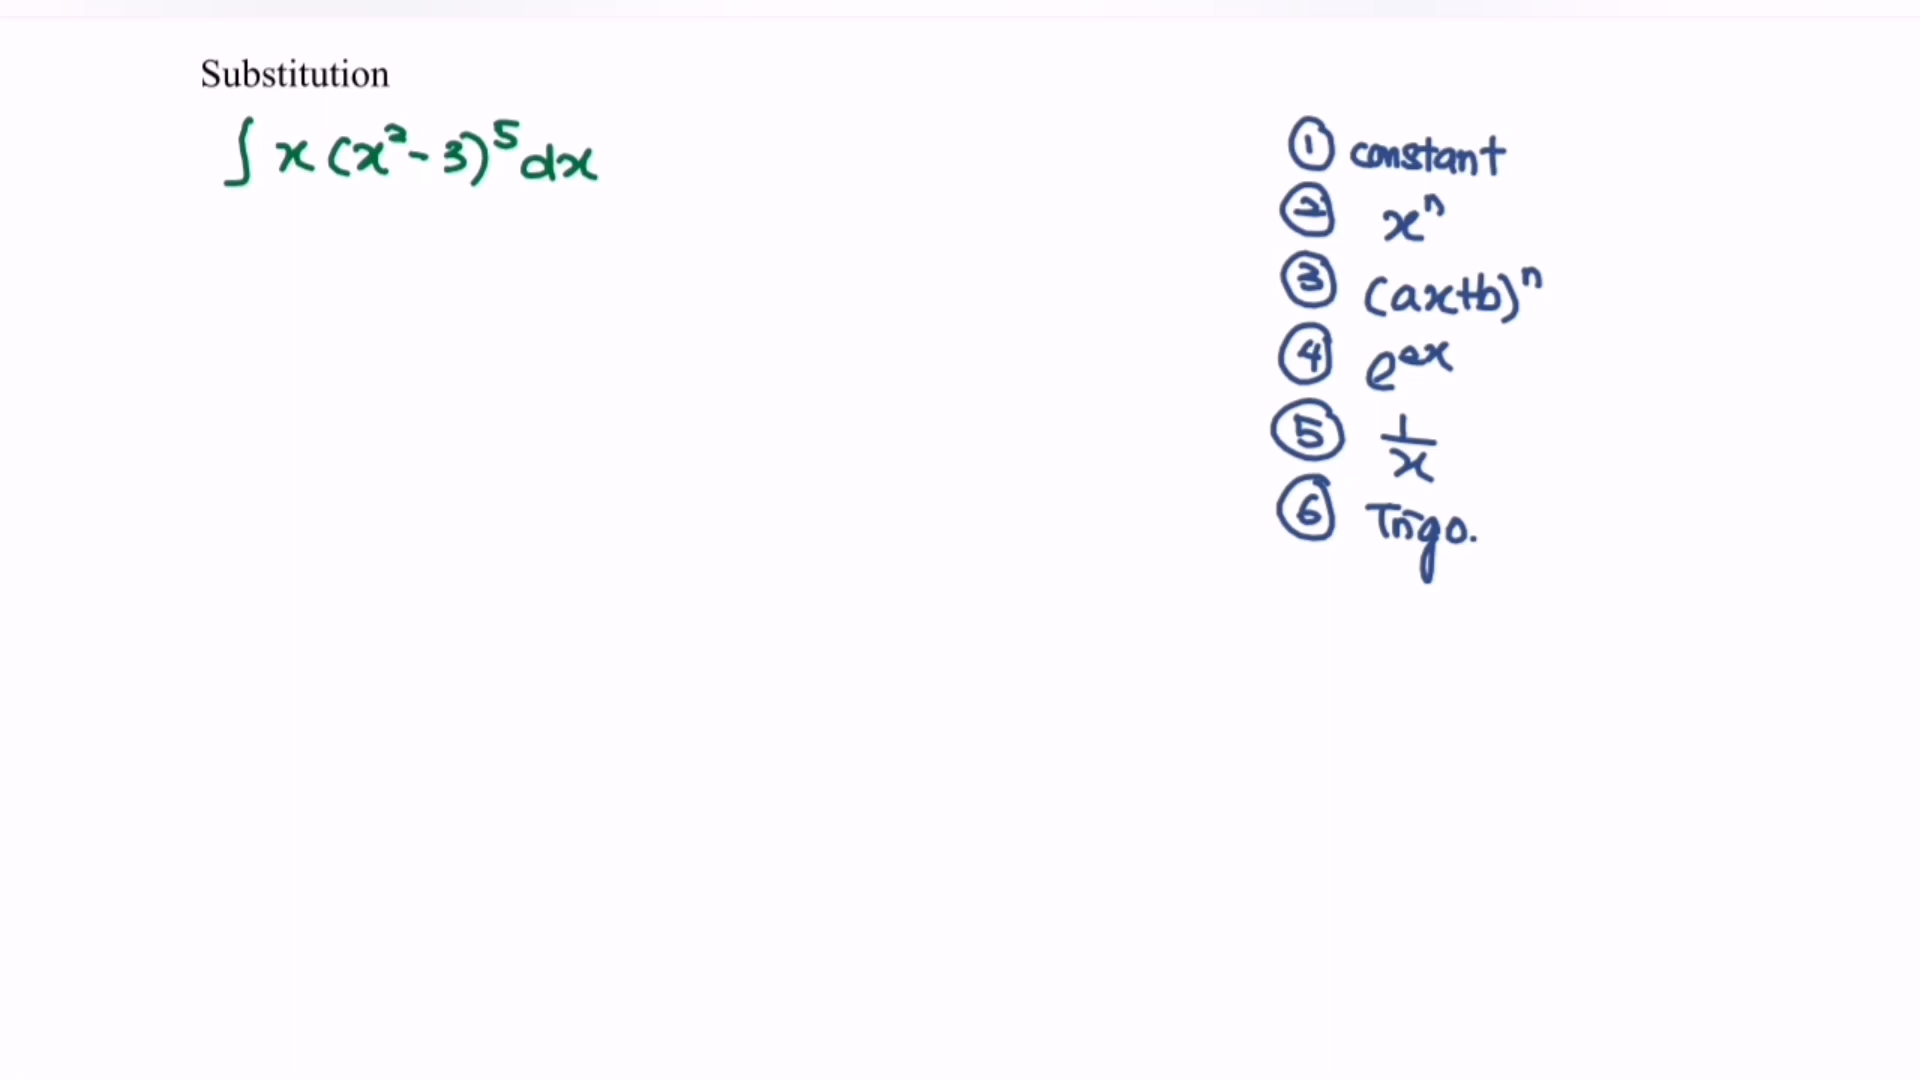 Substitution
∫ x (x² - 3)⁵ dx
① constant
② xⁿ
③ (ax+b)ⁿ
④ eᵃˣ
⑤ 1/x
⑥ Trigo.